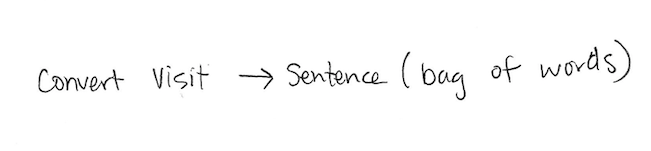 Convert Visit → Sentence (bag of words)